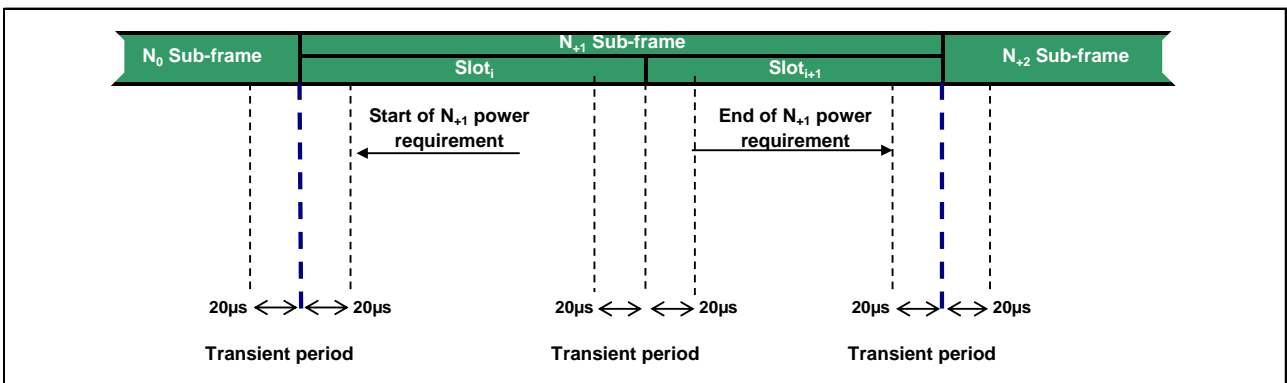 N₀ Sub-frame
N₊₁ Sub-frame
N₊₂ Sub-frame
Slotᵢ
Slotᵢ₊₁
Start of N₊₁ power
requirement
End of N₊₁ power
requirement
20µs
20µs
20µs
20µs
20µs
20µs
Transient period
Transient period
Transient period